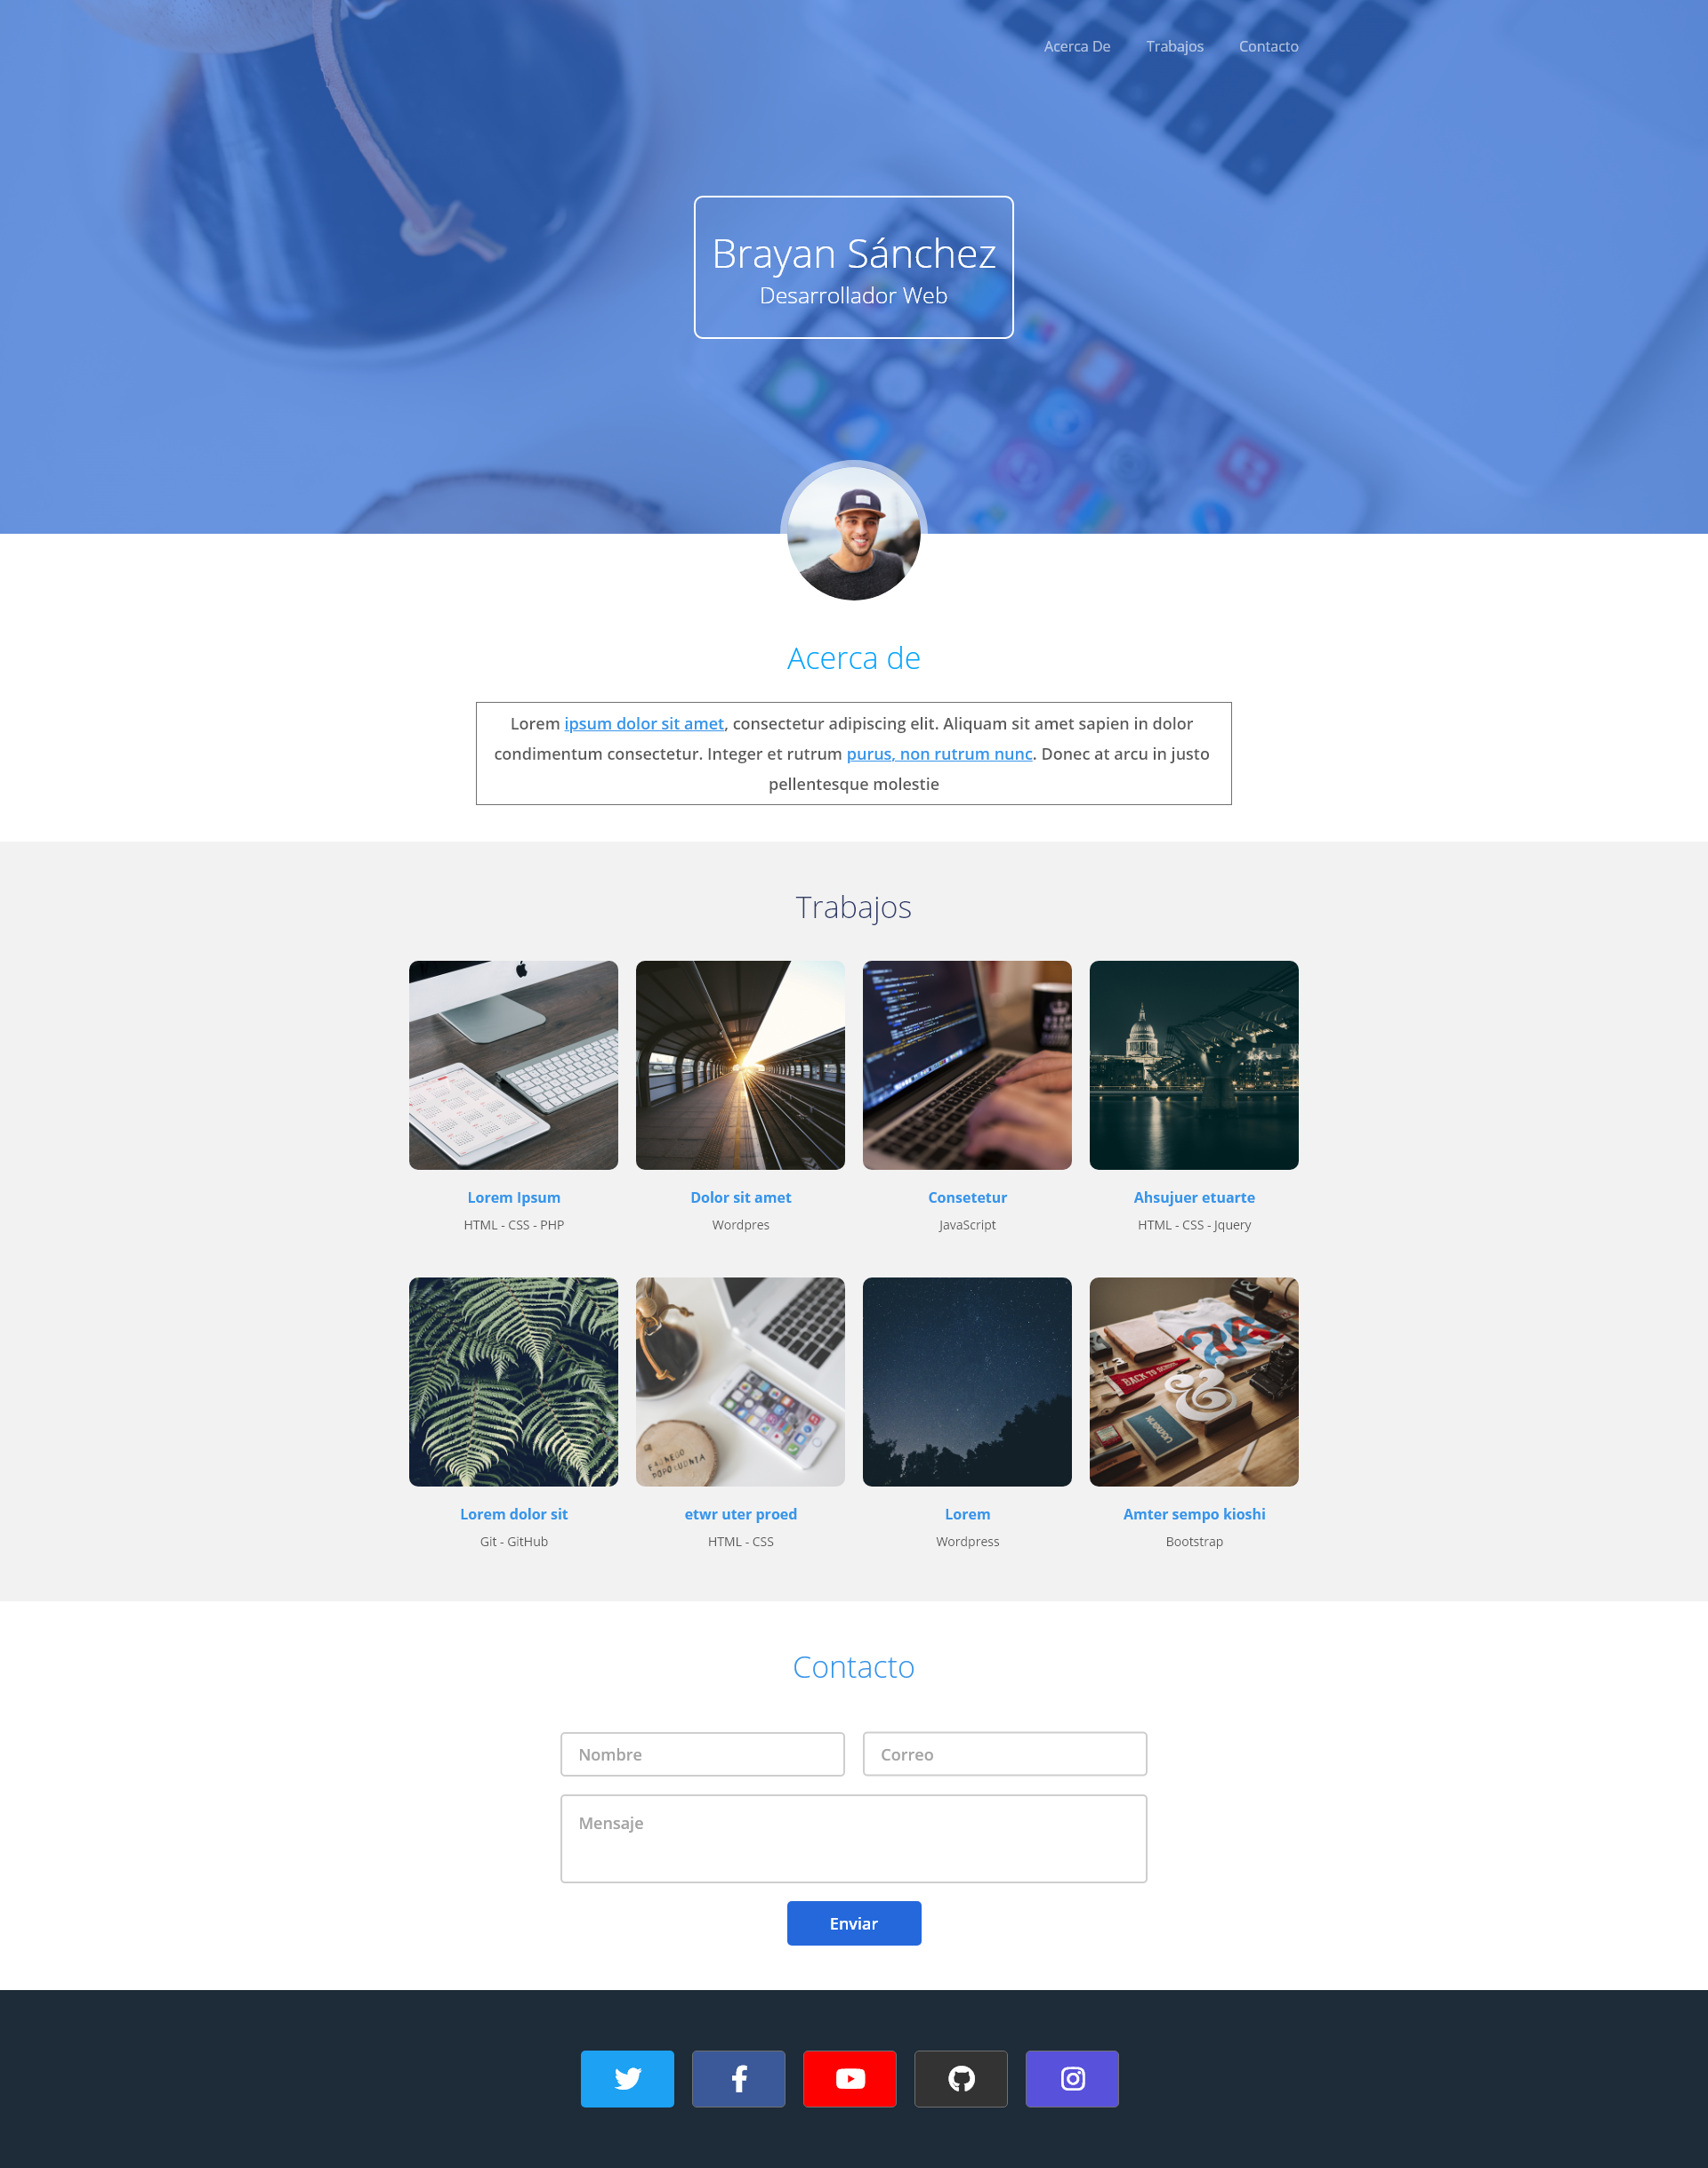 Acerca De Trabajos Contacto
Brayan Sánchez
Desarrollador Web
Acerca de
Lorem ipsum dolor sit amet, consectetur adipiscing elit. Aliquam sit amet sapien in dolor
condimentum consectetur. Integer et rutrum purus, non rutrum nunc. Donec at arcu in justo
pellentesque molestie
Trabajos
Lorem Ipsum
HTML - CSS - PHP
Dolor sit amet
Wordpres
Consetetur
JavaScript
Ahsujuer etuarte
HTML - CSS - Jquery
BACK TO SCHOOL
Lorem dolor sit
Git - GitHub
etwr uter proed
HTML - CSS
Lorem
Wordpress
Amter sempo kioshi
Bootstrap
Contacto
Nombre
Correo
Mensaje
Enviar